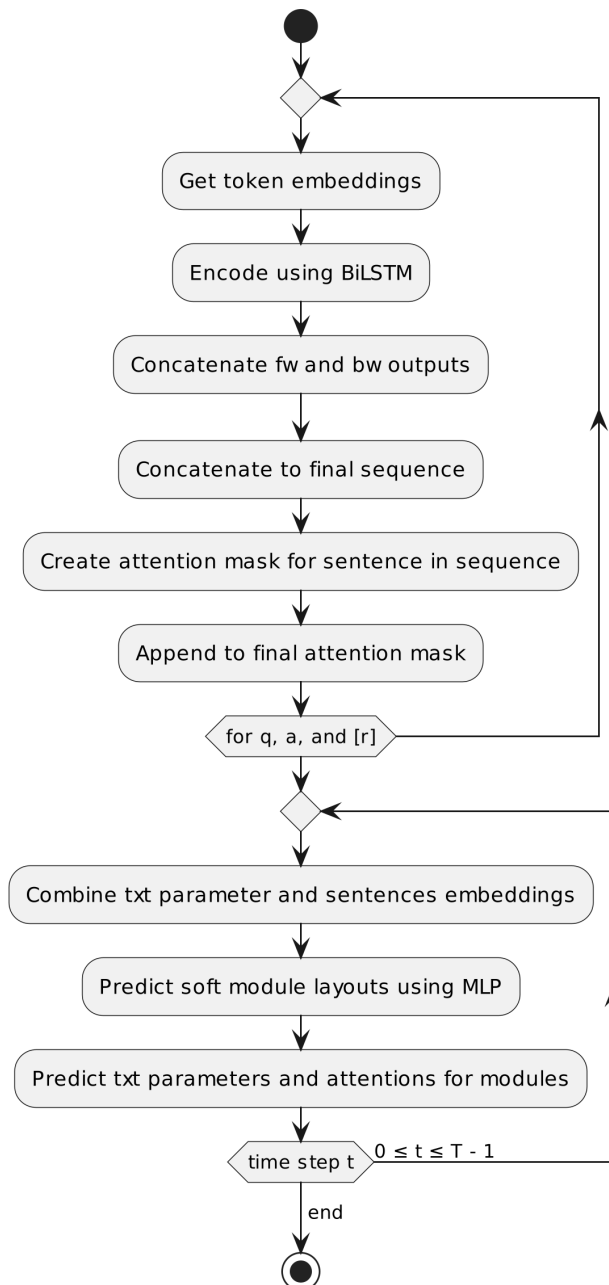 Get token embeddings
Encode using BiLSTM
Concatenate fw and bw outputs
Concatenate to final sequence
Create attention mask for sentence in sequence
Append to final attention mask
for q, a, and [r]
Combine txt parameter and sentences embeddings
Predict soft module layouts using MLP
Predict txt parameters and attentions for modules
time step t
0 ≤ t ≤ T - 1
end